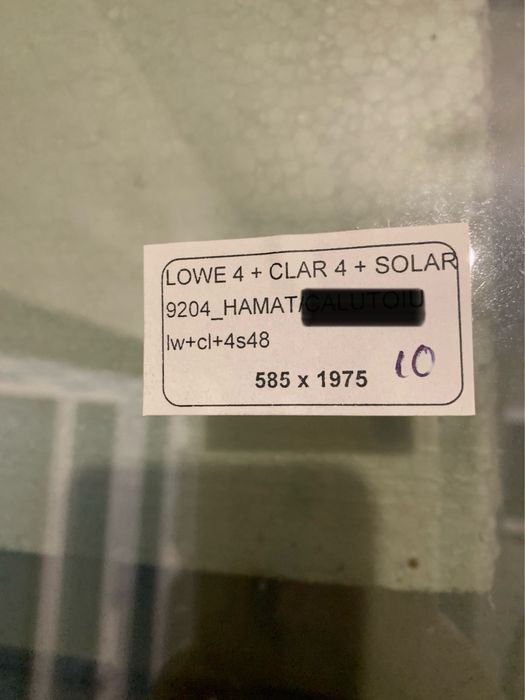 LOWE 4 + CLAR 4 + SOLAR
9204_HAMAT/
lw+cl+4s48
585 x 1975
10